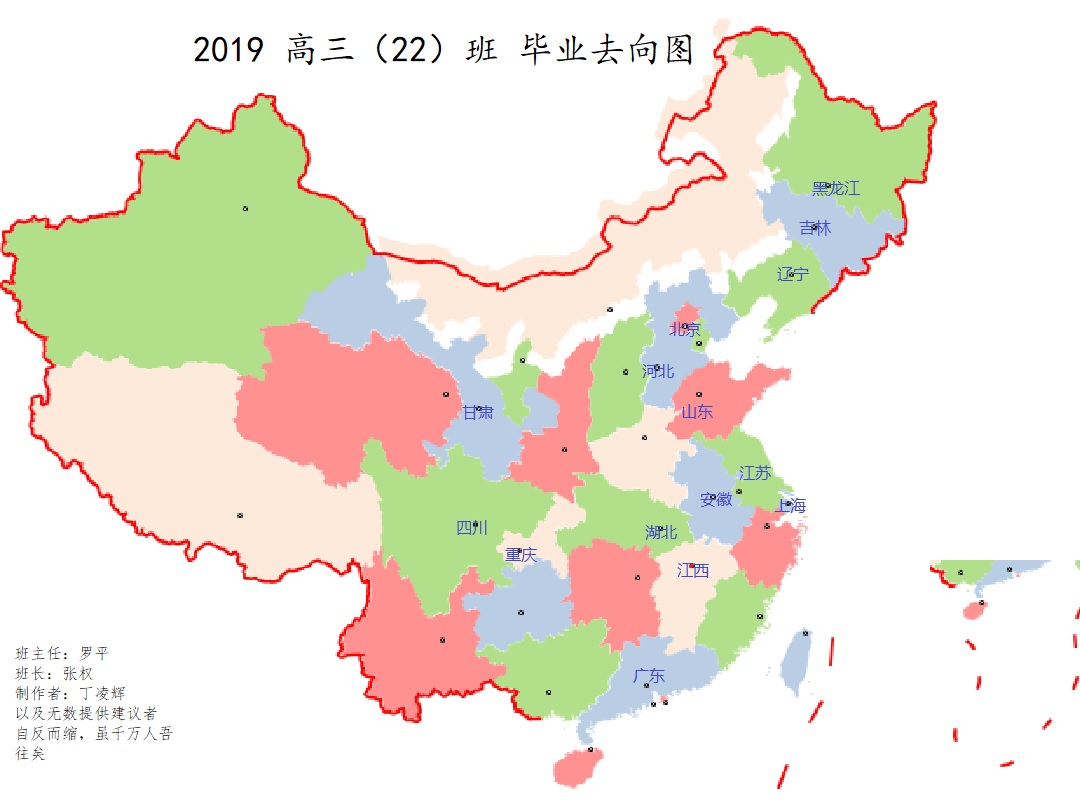 2019 高三（22）班 毕业去向图
黑龙江
吉林
辽宁
北京
河北
甘肃
山东
江苏
安徽
上海
四川
湖北
重庆
江西
广东
班主任：罗平
班长：张权
制作者：丁凌辉
以及无数提供建议者
自反而缩，虽千万人吾
往矣